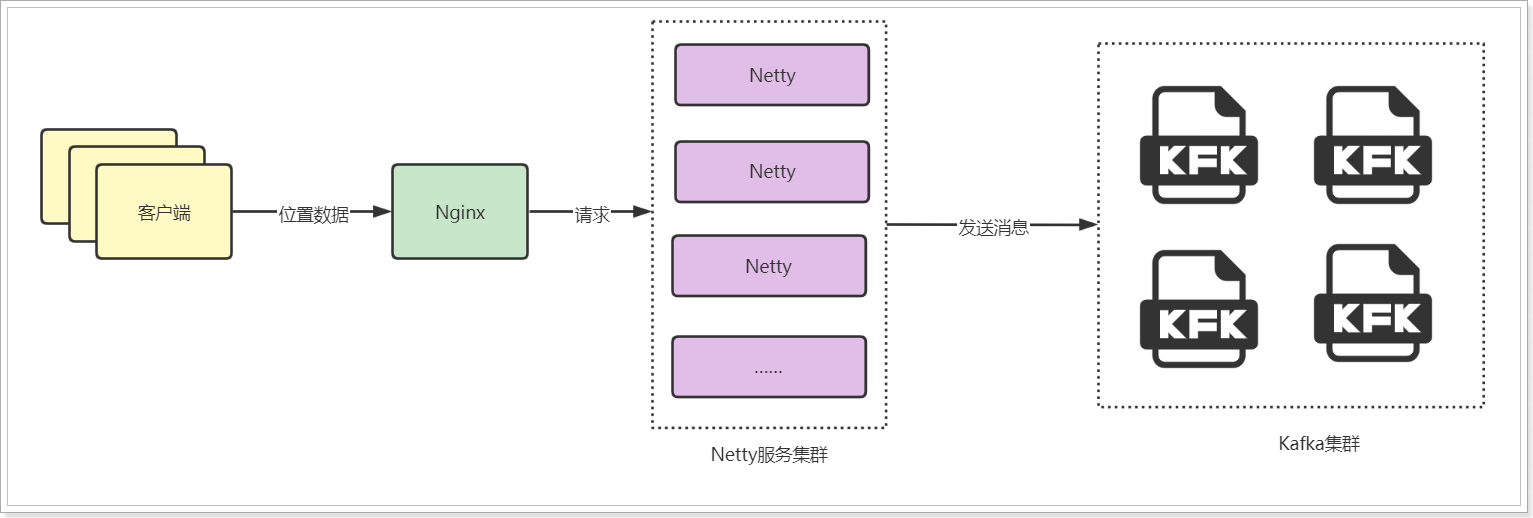 客户端
位置数据
Nginx
请求
Netty
Netty
Netty
......
Netty服务集群
发送消息
KFK
KFK
KFK
KFK
Kafka集群